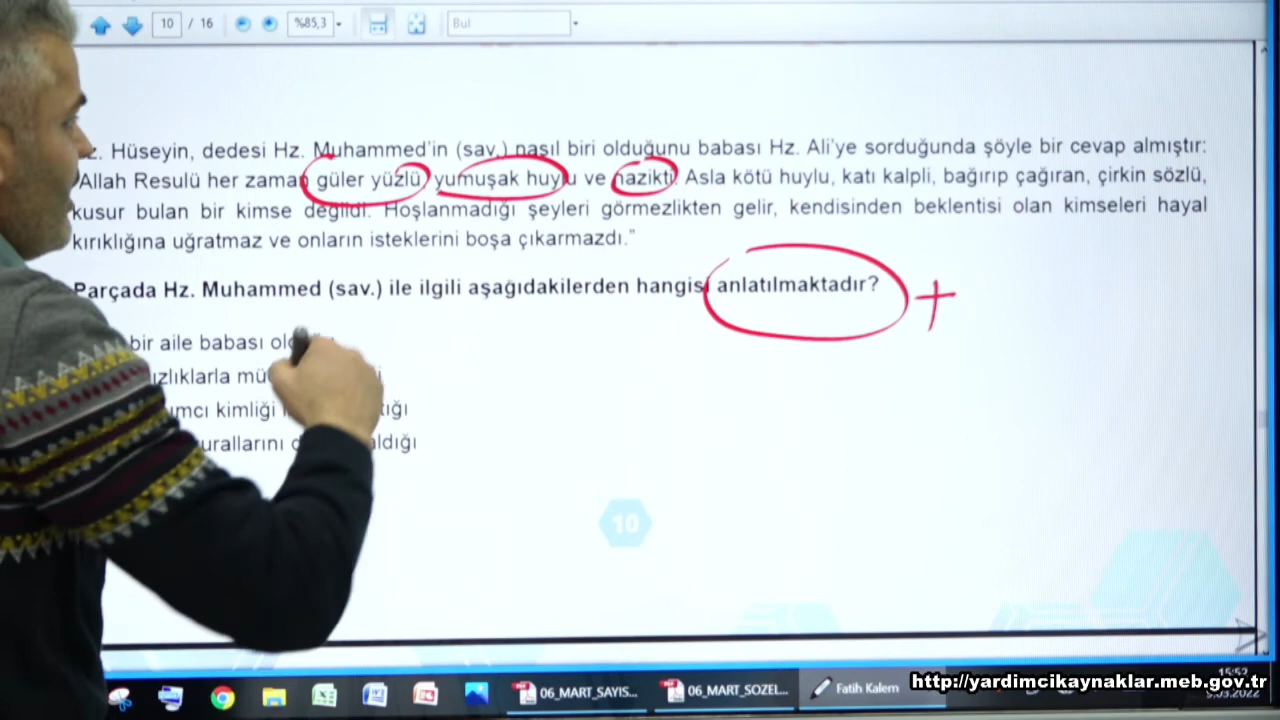 10 / 16 %85,3 Bul
z. Hüseyin, dedesi Hz. Muhammed'in (sav.) nasıl biri olduğunu babası Hz. Ali'ye sorduğunda şöyle bir cevap almıştır:
"Allah Resulü her zaman güler yüzlü yumuşak huylu ve nazikti. Asla kötü huylu, katı kalpli, bağırıp çağıran, çirkin sözlü,
kusur bulan bir kimse değildi. Hoşlanmadığı şeyleri görmezlikten gelir, kendisinden beklentisi olan kimseleri hayal
kırıklığına uğratmaz ve onların isteklerini boşa çıkarmazdı."
Parçada Hz. Muhammed (sav.) ile ilgili aşağıdakilerden hangisi anlatılmaktadır? +
bir aile babası
ızlıklarla
kimliği
10
06_MART_SAYIS... 06_MART_SOZEL... Fatih Kalem
http://yardimcikaynaklar.meb.gov.tr